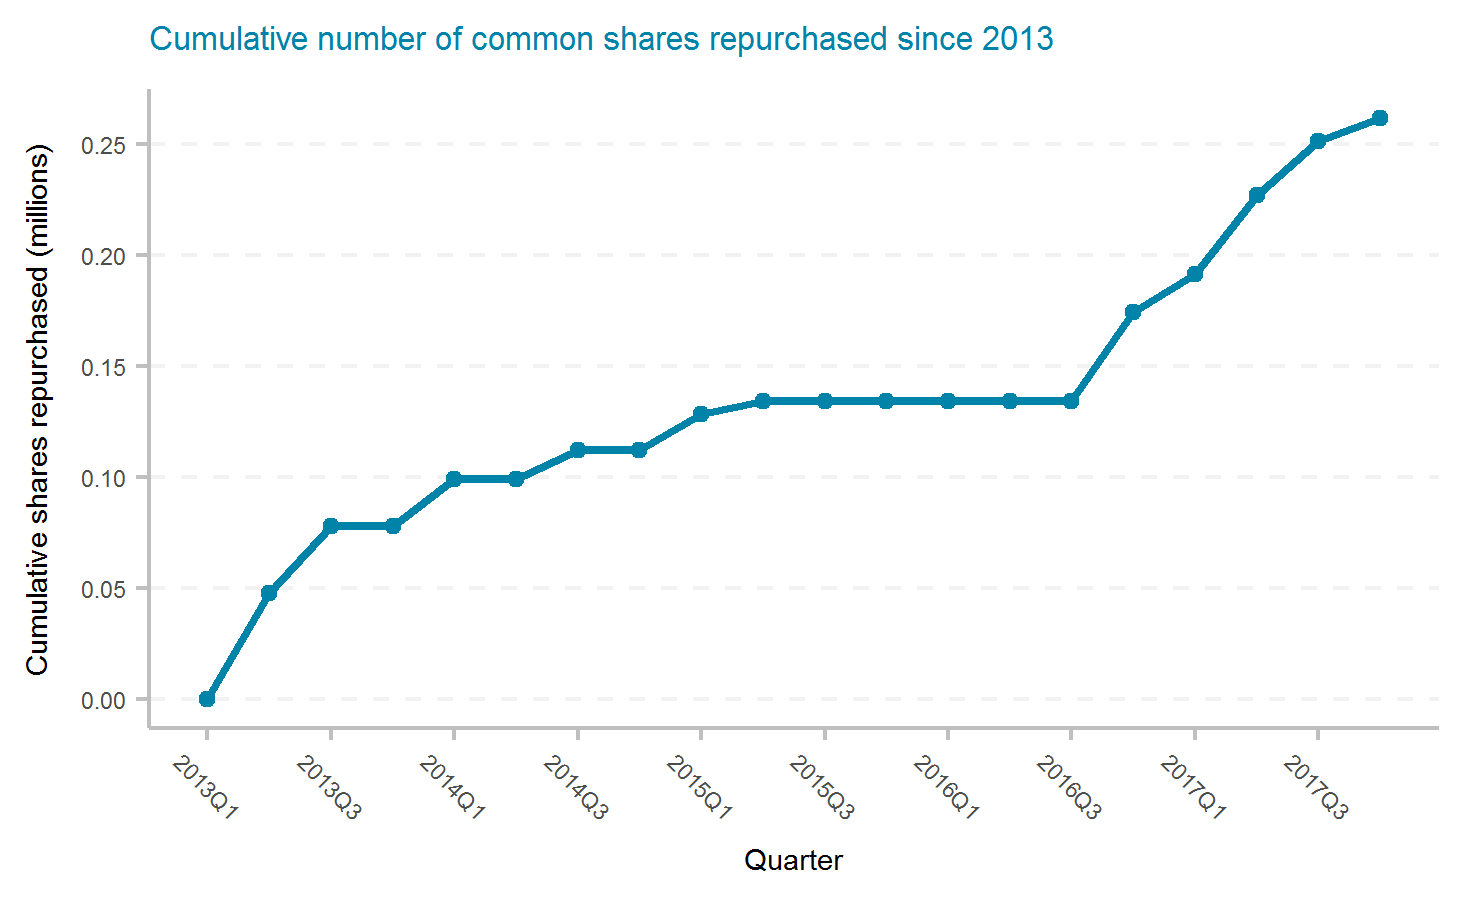 Cumulative number of common shares repurchased since 2013
Cumulative shares repurchased (millions)
0.25
0.20
0.15
0.10
0.05
0.00
2013Q1
2013Q3
2014Q1
2014Q3
2015Q1
2015Q3
2016Q1
2016Q3
2017Q1
2017Q3
Quarter